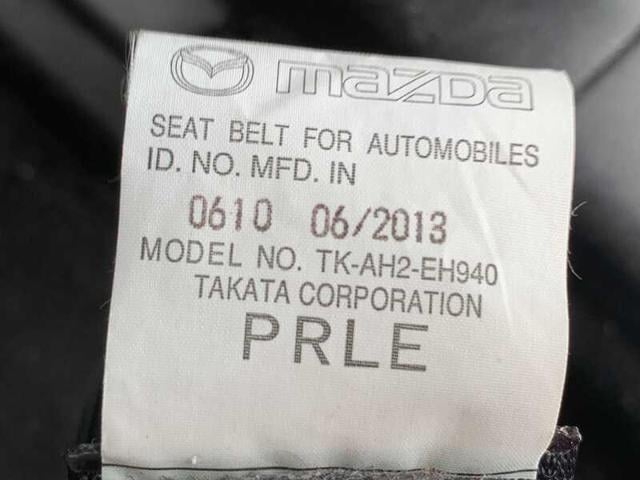 mazda
SEAT BELT FOR AUTOMOBILES
ID. NO. MFD. IN
0610 06/2013
MODEL NO. TK-AH2-EH940
TAKATA CORPORATION
PRLE